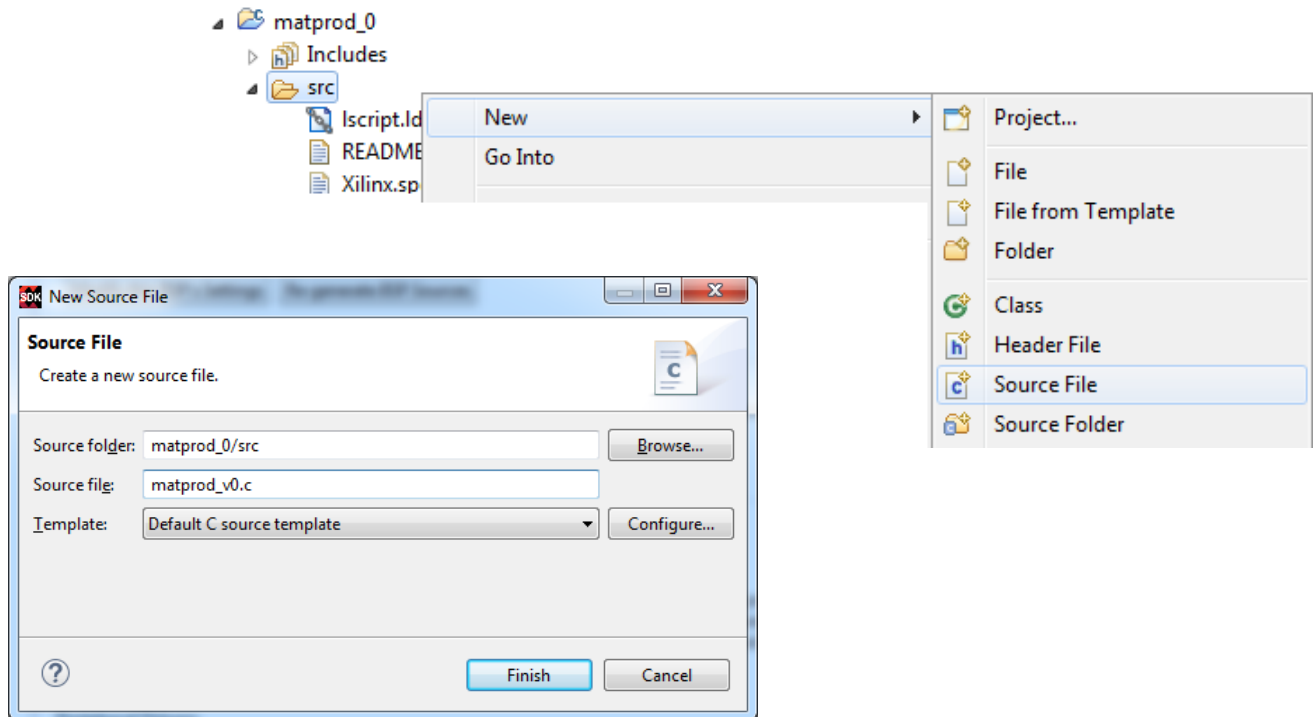 matprod_0
Includes
src
lscript.ld
README
Xilinx.sp
New
Go Into
Project...
File
File from Template
Folder
Class
Header File
Source File
Source Folder
SDK New Source File
Source File
Create a new source file.
Source folder: matprod_0/src Browse...
Source file: matprod_v0.c
Template: Default C source template Configure...
Finish Cancel